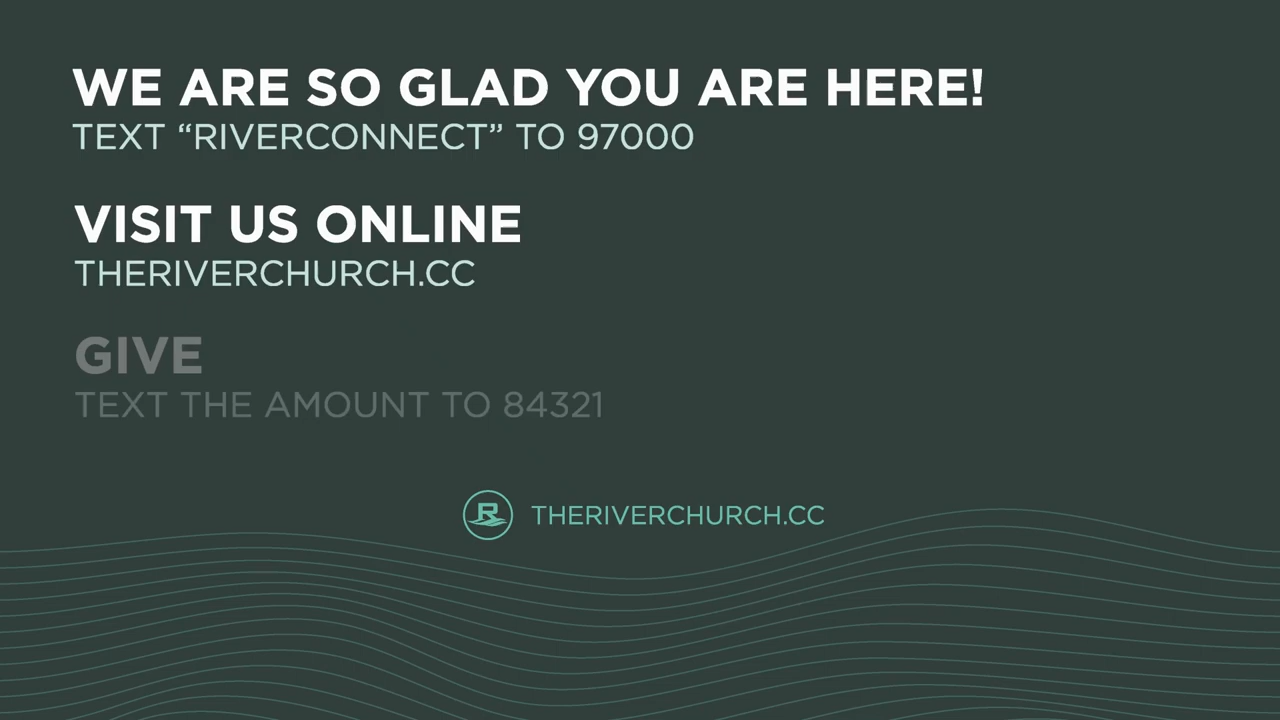 WE ARE SO GLAD YOU ARE HERE!
TEXT “RIVERCONNECT” TO 97000
VISIT US ONLINE
THERIVERCHURCH.CC
GIVE
TEXT THE AMOUNT TO 84321
R THERIVERCHURCH.CC